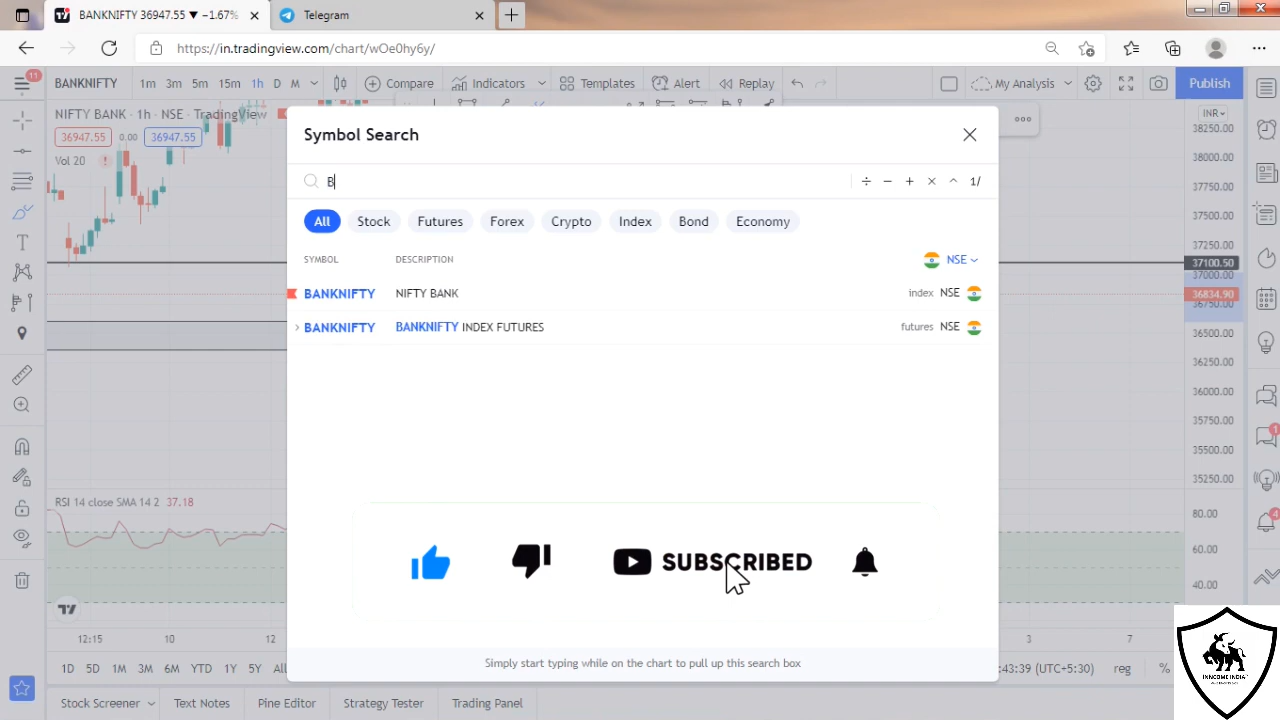 BANKNIFTY 36947.55 ▼ −1.67%
Telegram
https://in.tradingview.com/chart/wOe0hy6y/
11
BANKNIFTY 1m 3m 5m 15m 1h D M Compare Indicators Templates Alert Replay My Analysis Publish
NIFTY BANK · 1h · NSE · TradingView
INR
36947.55 0.00 36947.55
Vol 20
Symbol Search
B
÷ − + × ^ 1/
All Stock Futures Forex Crypto Index Bond Economy
SYMBOL DESCRIPTION NSE
BANKNIFTY NIFTY BANK index NSE
BANKNIFTY BANKNIFTY INDEX FUTURES futures NSE
38250.00
38000.00
37750.00
37500.00
37250.00
37100.50
37000.00
36834.90
36750.00
36500.00
36250.00
36000.00
35750.00
35500.00
35250.00
RSI 14 close SMA 14 2 37.18
80.00
60.00
40.00
1
4
SUBSCRIBED
12:15 10 12 3 7
Simply start typing while on the chart to pull up this search box
1D 5D 1M 3M 6M YTD 1Y 5Y All :43:39 (UTC+5:30) reg %
Stock Screener Text Notes Pine Editor Strategy Tester Trading Panel
INNCOME INDIA